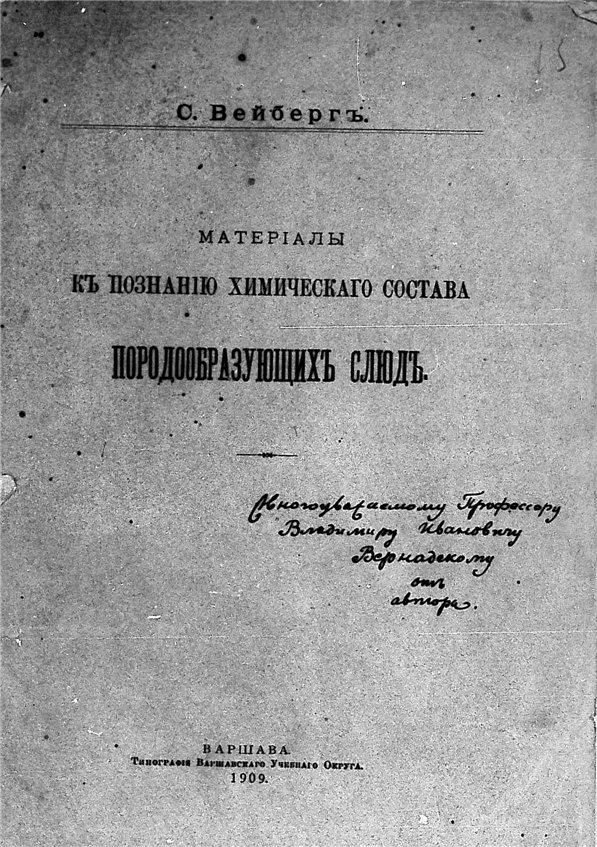 С. Вейбергъ.
МАТЕРІАЛЫ
КЪ ПОЗНАНІЮ ХИМИЧЕСКАГО СОСТАВА
ПОРОДООБРАЗУЮЩИХЪ СЛЮДЪ.
Многоуважаемому Профессору
Владимиру Ивановичу
Вернадскому
отъ
автора.
ВАРШАВА.
Типографія Варшавскаго Учебнаго Округа.
1909.